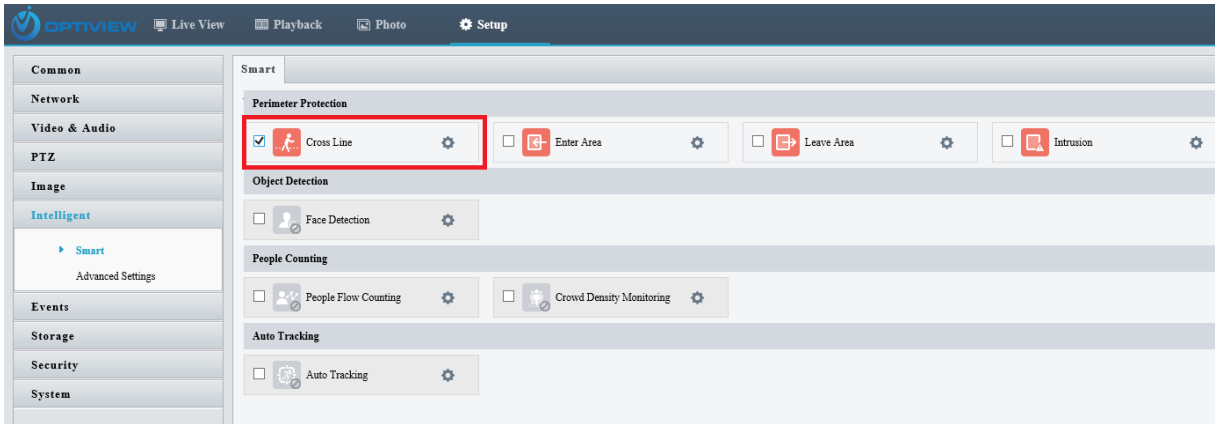 OPTIVIEW Live View Playback Photo Setup
Common
Network
Video & Audio
PTZ
Image
Intelligent
Smart
Advanced Settings
Events
Storage
Security
System
Smart
Perimeter Protection
Cross Line Enter Area Leave Area Intrusion
Object Detection
Face Detection
People Counting
People Flow Counting Crowd Density Monitoring
Auto Tracking
Auto Tracking